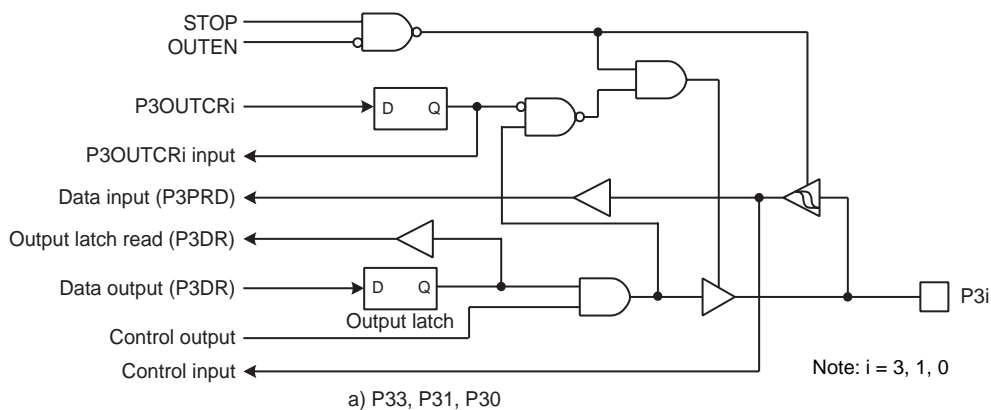 STOP
OUTEN
P3OUTCRi
D Q
P3OUTCRi input
Data input (P3PRD)
Output latch read (P3DR)
Data output (P3DR)
D Q
Output latch
P3i
Control output
Control input
Note: i = 3, 1, 0
a) P33, P31, P30